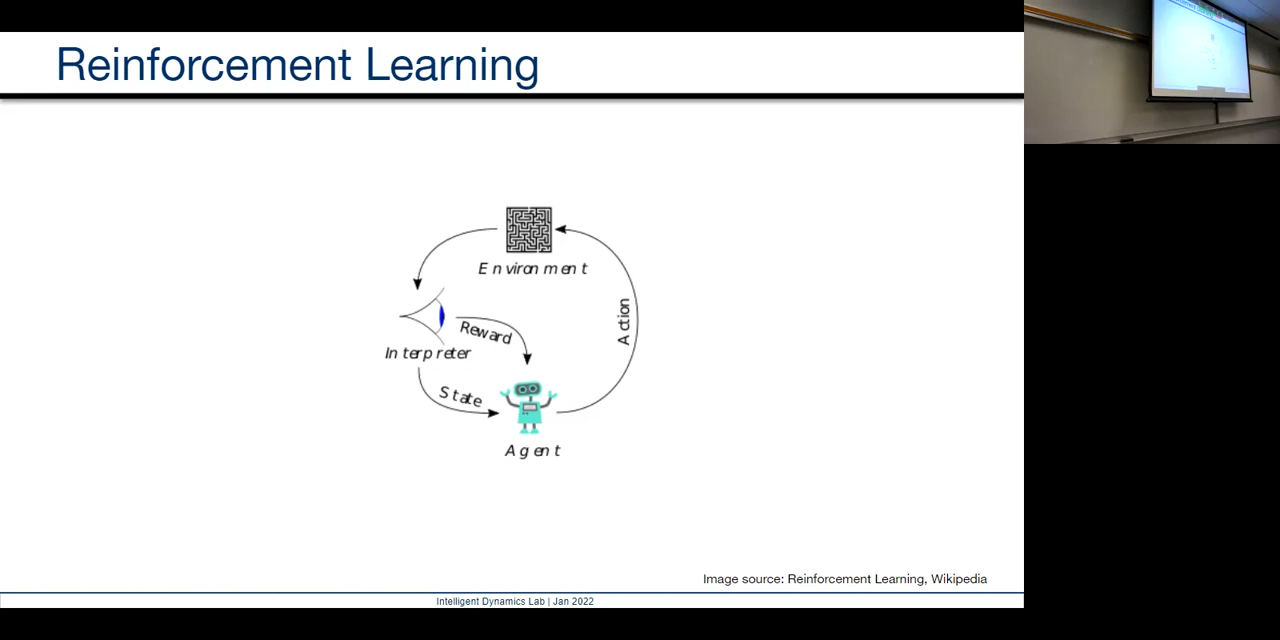 Reinforcement Learning
Environment
Reward
Action
Interpreter
State
Agent
Image source: Reinforcement Learning, Wikipedia
Intelligent Dynamics Lab | Jan 2022